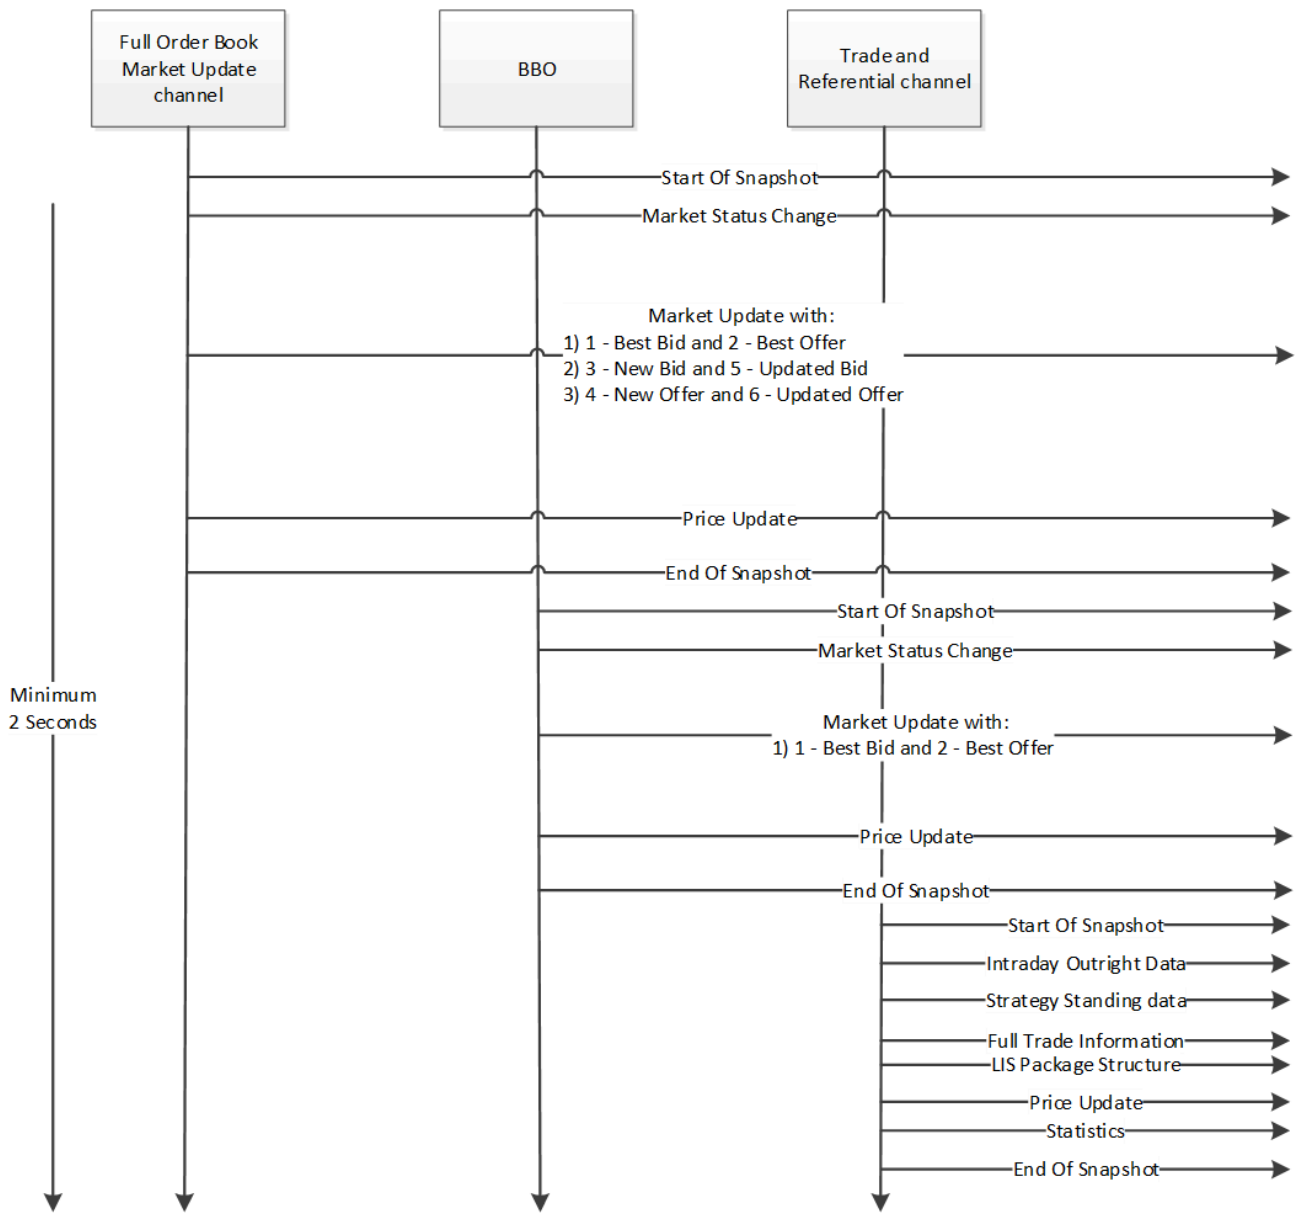 Full Order Book
Market Update
channel
BBO
Trade and
Referential channel
Start Of Snapshot
Market Status Change
Market Update with:
1) 1 - Best Bid and 2 - Best Offer
2) 3 - New Bid and 5 - Updated Bid
3) 4 - New Offer and 6 - Updated Offer
Price Update
End Of Snapshot
Start Of Snapshot
Market Status Change
Minimum
2 Seconds
Market Update with:
1) 1 - Best Bid and 2 - Best Offer
Price Update
End Of Snapshot
Start Of Snapshot
Intraday Outright Data
Strategy Standing data
Full Trade Information
LIS Package Structure
Price Update
Statistics
End Of Snapshot